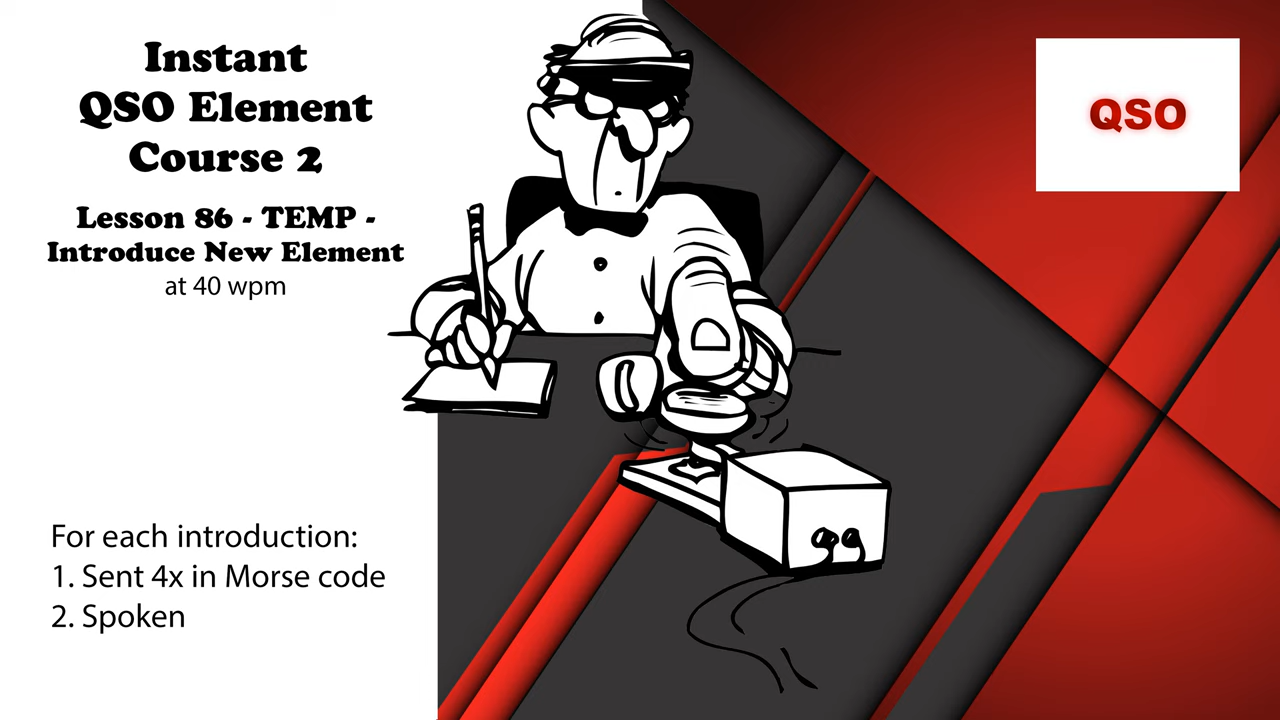 Instant
QSO Element
Course 2
Lesson 86 - TEMP -
Introduce New Element
at 40 wpm
QSO
For each introduction:
1. Sent 4x in Morse code
2. Spoken